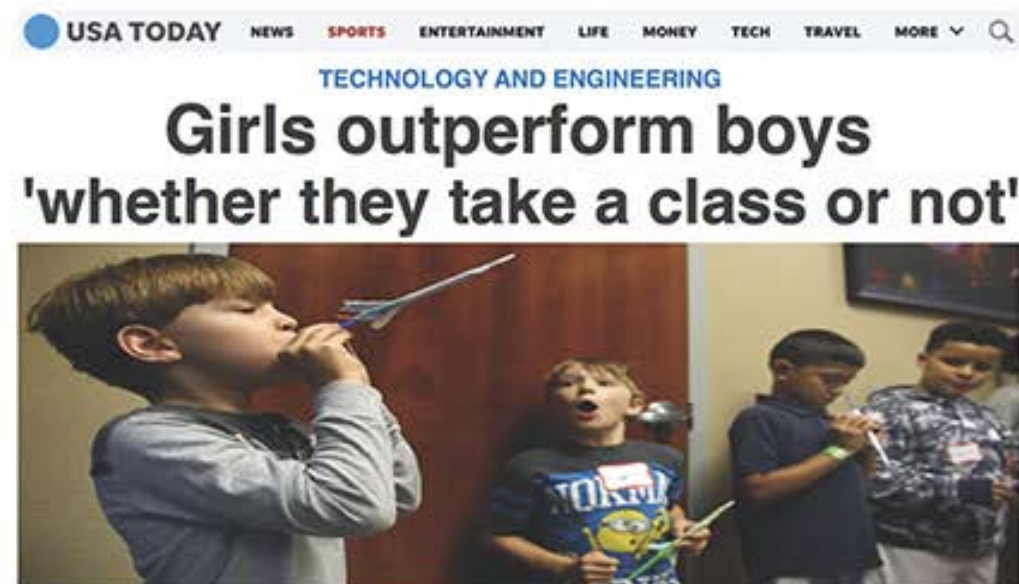 USA TODAY NEWS SPORTS ENTERTAINMENT LIFE MONEY TECH TRAVEL MORE
TECHNOLOGY AND ENGINEERING
Girls outperform boys
'whether they take a class or not'